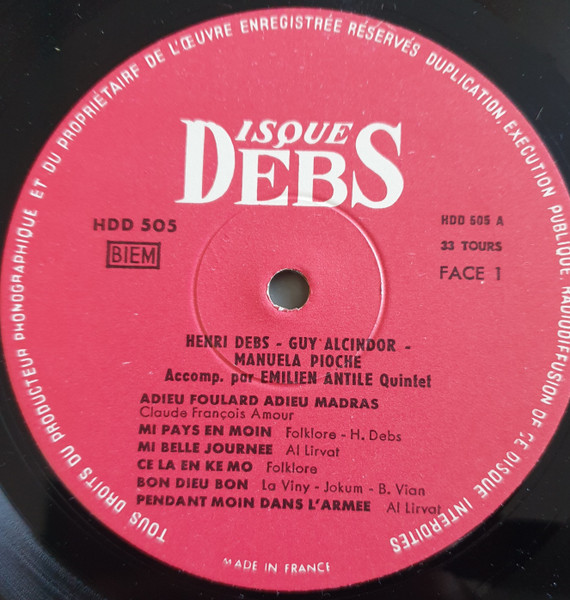 TOUS DROITS DU PRODUCTEUR PHONOGRAPHIQUE ET DU PROPRIÉTAIRE DE L'ŒUVRE ENREGISTRÉE RÉSERVÉS DUPLICATION, EXECUTION PUBLIQUE, RADIODIFFUSION DE CE DISQUE INTERDITES
DISQUE
DEBS
HDD 505
BIEM
HDD 505 A
33 TOURS
FACE 1
HENRI DEBS - GUY ALCINDOR -
MANUELA PIOCHE
Accomp. par EMILIEN ANTILE Quintet
ADIEU FOULARD ADIEU MADRAS
Claude François Amour
MI PAYS EN MOIN Folklore - H. Debs
MI BELLE JOURNEE Al Lirvat
CE LA EN KE MO Folklore
BON DIEU BON La Viny - Jokum - B. Vian
PENDANT MOIN DANS L'ARMEE Al Lirvat
MADE IN FRANCE